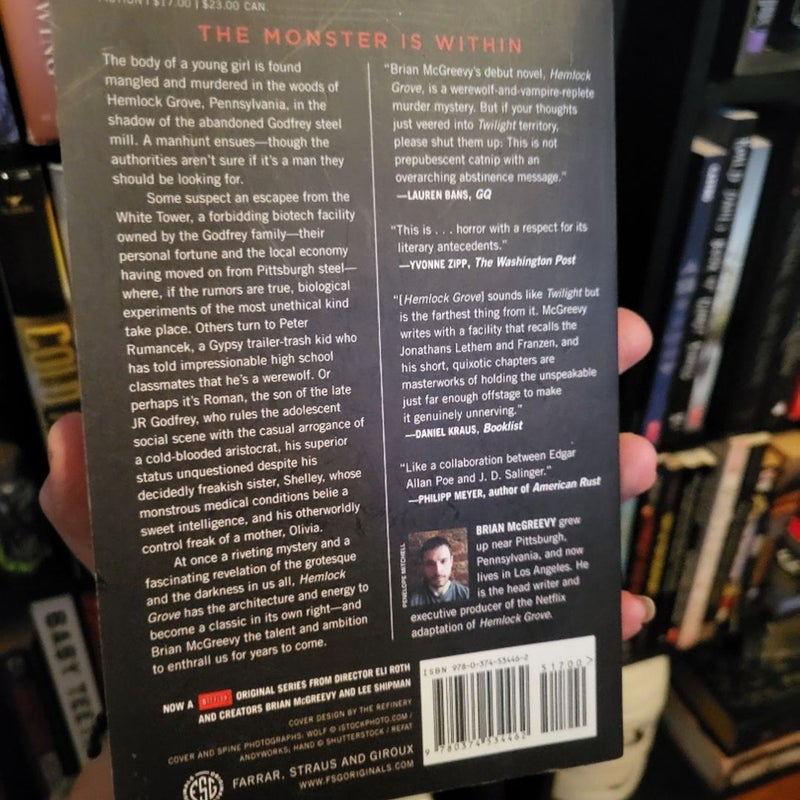 FICTION | $17.00 | $23.00 CAN.
THE MONSTER IS WITHIN
The body of a young girl is found
mangled and murdered in the woods of
Hemlock Grove, Pennsylvania, in the
shadow of the abandoned Godfrey steel
mill. A manhunt ensues—though the
authorities aren't sure if it's a man they
should be looking for.
Some suspect an escapee from the
White Tower, a forbidding biotech facility
owned by the Godfrey family—their
personal fortune and the local economy
having moved on from Pittsburgh steel—
where, if the rumors are true, biological
experiments of the most unethical kind
take place. Others turn to Peter
Rumancek, a Gypsy trailer-trash kid who
has told impressionable high school
classmates that he's a werewolf. Or
perhaps it's Roman, the son of the late
JR Godfrey, who rules the adolescent
social scene with the casual arrogance of
a cold-blooded aristocrat, his superior
status unquestioned despite his
decidedly freakish sister, Shelley, whose
monstrous medical conditions belie a
sweet intelligence, and his otherworldly
control freak of a mother, Olivia.
At once a riveting mystery and a
fascinating revelation of the grotesque
and the darkness in us all, Hemlock
Grove has the architecture and energy to
become a classic in its own right—and
Brian McGreevy the talent and ambition
to enthrall us for years to come.
"Brian McGreevy's debut novel, Hemlock
Grove, is a werewolf-and-vampire-replete
murder mystery. But if your thoughts
just veered into Twilight territory,
please shut them up: This is not
prepubescent catnip with an
overarching abstinence message."
—LAUREN BANS, GQ
"This is . . . horror with a respect for its
literary antecedents."
—YVONNE ZIPP, The Washington Post
"[Hemlock Grove] sounds like Twilight but
is the farthest thing from it. McGreevy
writes with a facility that recalls the
Jonathans Lethem and Franzen, and
his short, quixotic chapters are
masterworks of holding the unspeakable
just far enough offstage to make
it genuinely unnerving."
—DANIEL KRAUS, Booklist
"Like a collaboration between Edgar
Allan Poe and J. D. Salinger."
—PHILIPP MEYER, author of American Rust
PENELOPE MITCHELL
BRIAN McGREEVY grew
up near Pittsburgh,
Pennsylvania, and now
lives in Los Angeles. He
is the head writer and
executive producer of the Netflix
adaptation of Hemlock Grove.
NOW A NETFLIX ORIGINAL SERIES FROM DIRECTOR ELI ROTH
AND CREATORS BRIAN McGREEVY AND LEE SHIPMAN
COVER DESIGN BY THE REFINERY
COVER AND SPINE PHOTOGRAPHS: WOLF © ISTOCKPHOTO.COM /
ANDYWORKS; HAND © SHUTTERSTOCK / REFAT
FSG
FARRAR, STRAUS AND GIROUX
WWW.FSGORIGINALS.COM
ISBN 978-0-374-53446-2
51700>
9 780374 534462
BABY TEETH